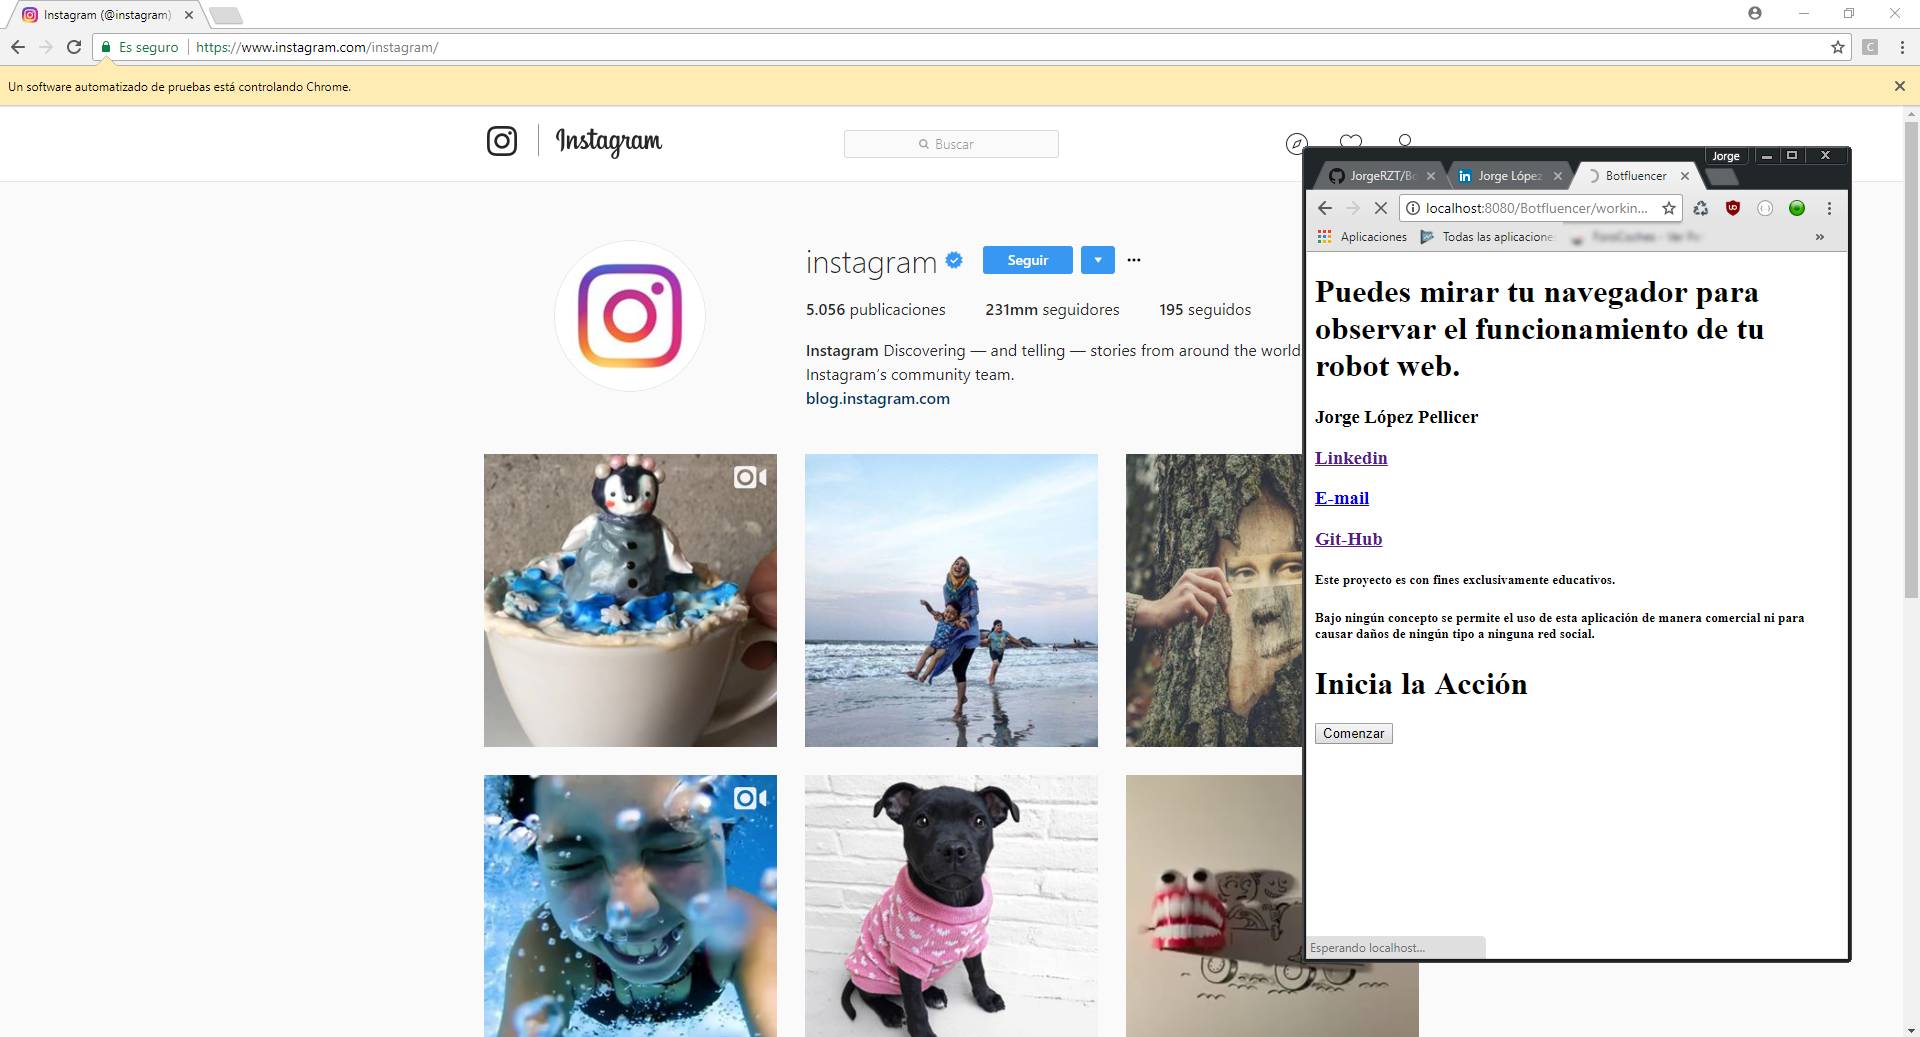 Instagram (@instagram)
Es seguro
https://www.instagram.com/instagram/
C
Un software automatizado de pruebas está controlando Chrome.
Instagram
Buscar
instagram
Seguir
5.056 publicaciones
231mm seguidores
195 seguidos
Instagram Discovering — and telling — stories from around the world
Instagram's community team.
blog.instagram.com
Jorge
JorgeRZT/Bo
Jorge López
Botfluencer
localhost:8080/Botfluencer/workin...
Aplicaciones
Todas las aplicacione
Puedes mirar tu navegador para
observar el funcionamiento de tu
robot web.
Jorge López Pellicer
Linkedin
E-mail
Git-Hub
Este proyecto es con fines exclusivamente educativos.
Bajo ningún concepto se permite el uso de esta aplicación de manera comercial ni para
causar daños de ningún tipo a ninguna red social.
Inicia la Acción
Comenzar
Esperando localhost...